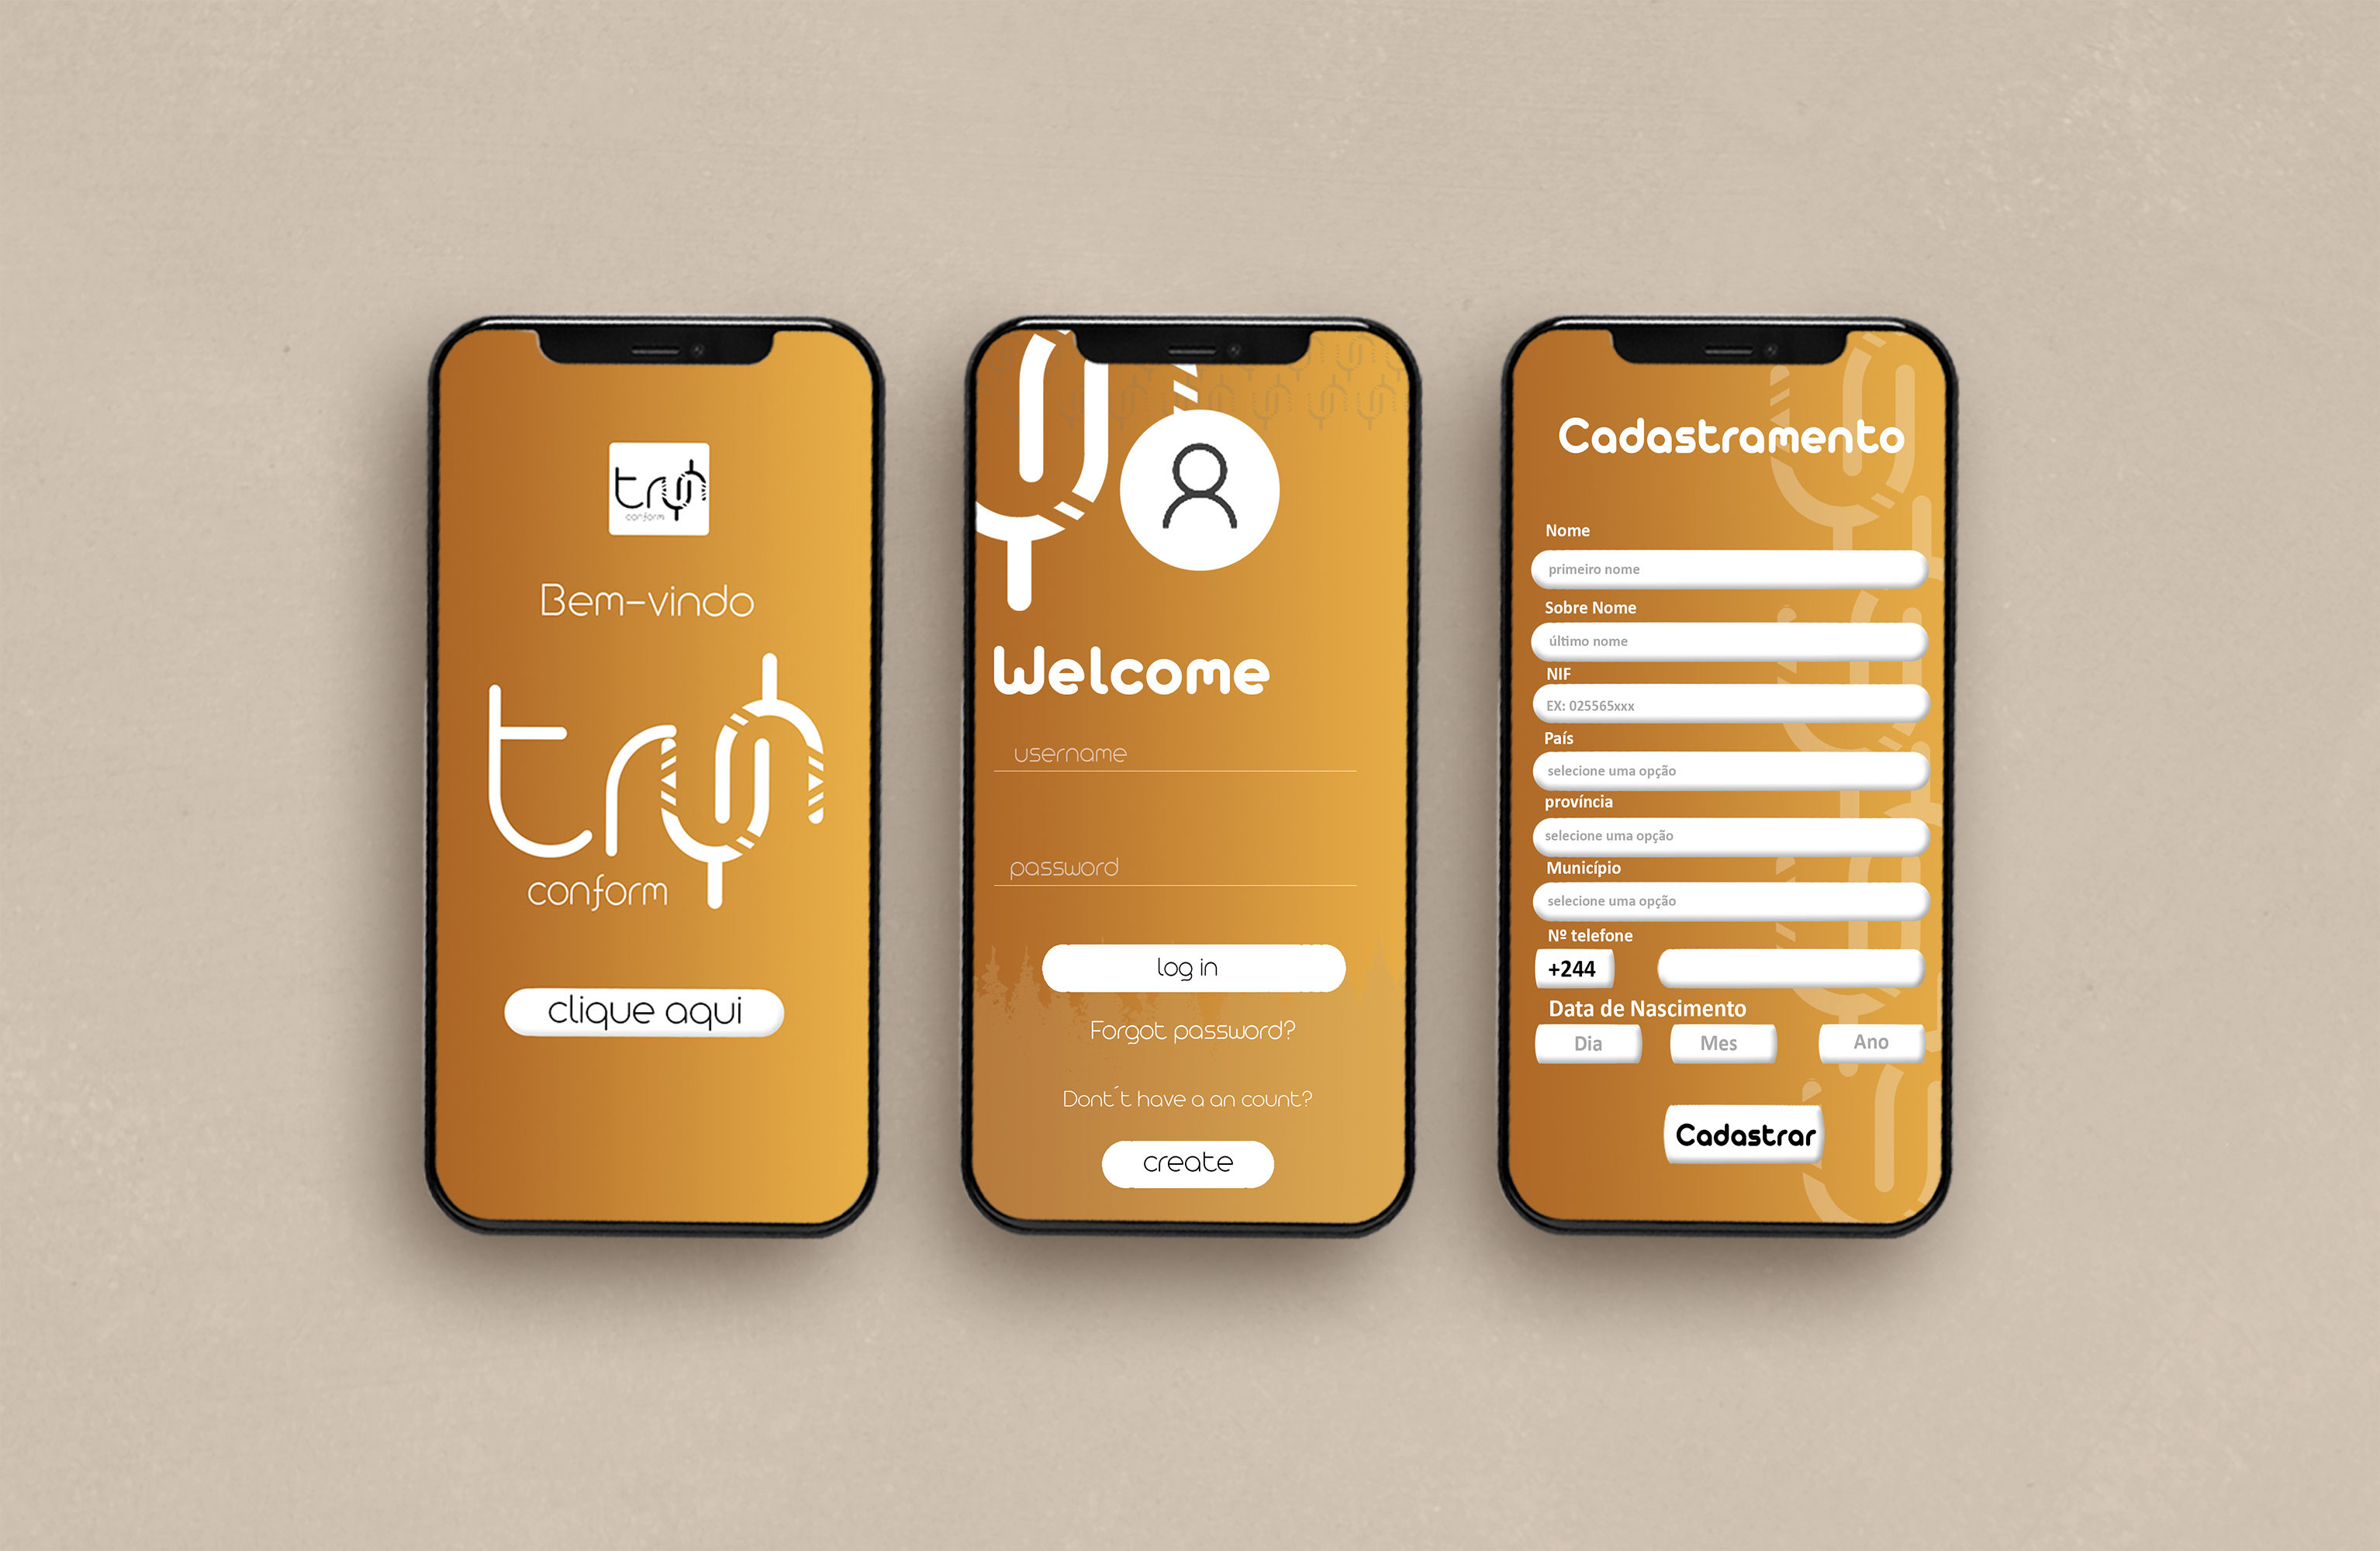 conform
Bem-vindo
conform
clique aqui
Welcome
username
password
log in
Forgot password?
Dont´t have a an count?
create
Cadastramento
Nome
primeiro nome
Sobre Nome
último nome
NIF
EX: 025565xxx
País
selecione uma opção
província
selecione uma opção
Município
selecione uma opção
Nº telefone
+244
Data de Nascimento
Dia Mes Ano
Cadastrar